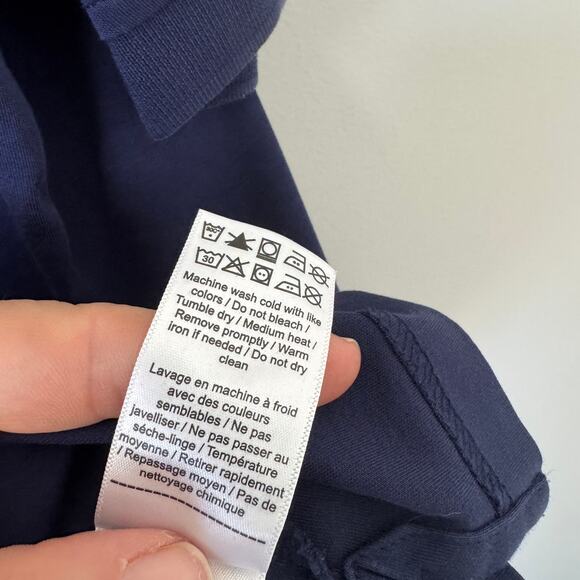 30
Machine wash cold with like
colors / Do not bleach /
Tumble dry / Medium heat /
Remove promptly / Warm
iron if needed / Do not dry
clean
Lavage en machine à froid
avec des couleurs
semblables / Ne pas
javelliser / Ne pas passer au
séche-linge / Température
moyenne / Retirer rapidement
/ Repassage moyen / Pas de
nettoyage chimique